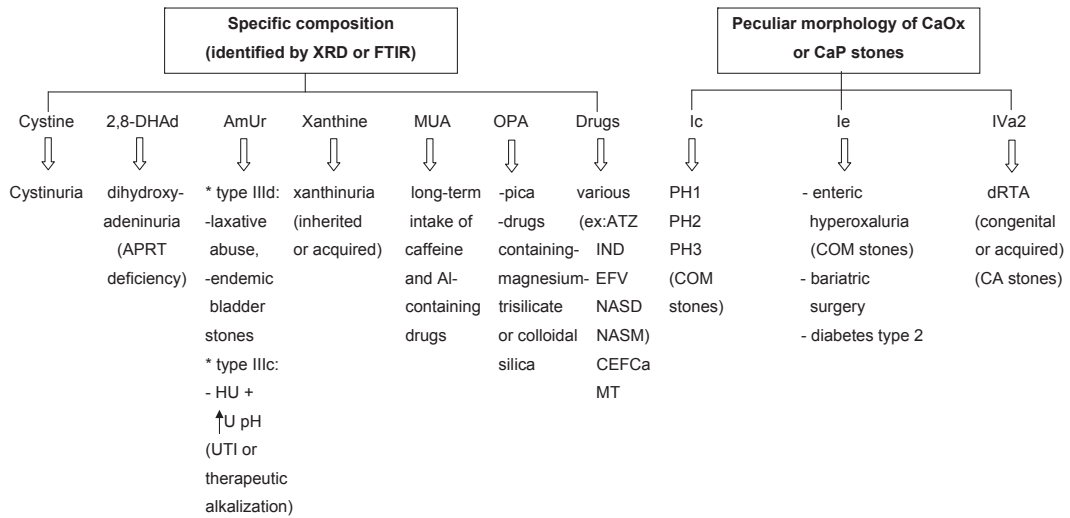 Specific composition
(identified by XRD or FTIR)
Peculiar morphology of CaOx
or CaP stones
Cystine
Cystinuria
2,8-DHAd
dihydroxy-
adeninuria
(APRT
deficiency)
AmUr
* type IIId:
-laxative
abuse,
-endemic
bladder
stones
* type IIIc:
- HU +
↑U pH
(UTI or
therapeutic
alkalization)
Xanthine
xanthinuria
(inherited
or acquired)
MUA
long-term
intake of
caffeine
and Al-
containing
drugs
OPA
-pica
-drugs
containing-
magnesium-
trisilicate
or colloidal
silica
Drugs
various
(ex:ATZ
IND
EFV
NASD
NASM)
CEFCa
MT
Ic
PH1
PH2
PH3
(COM
stones)
Ie
- enteric
hyperoxaluria
(COM stones)
- bariatric
surgery
- diabetes type 2
IVa2
dRTA
(congenital
or acquired)
(CA stones)